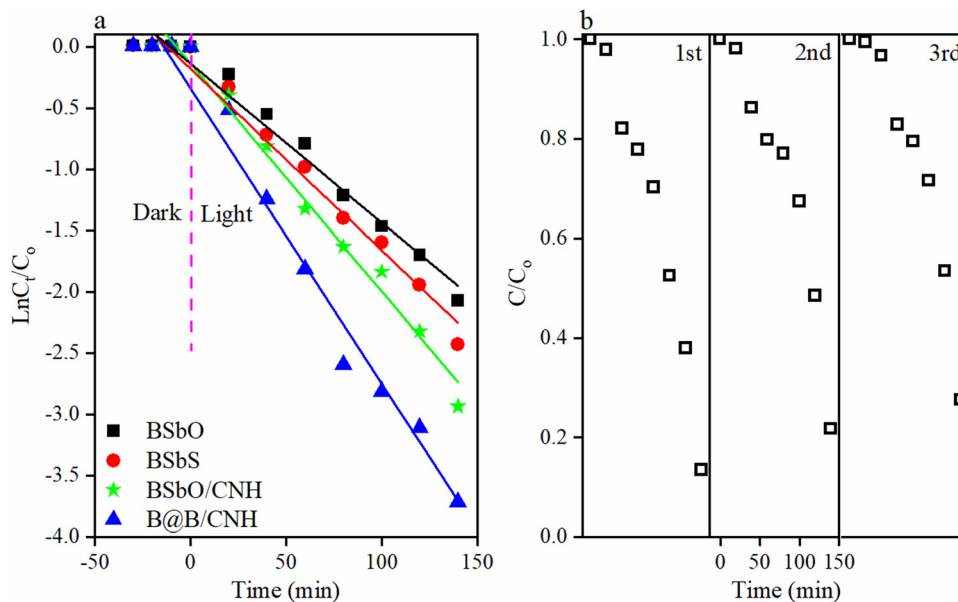 a
0.0
-0.5
-1.0
-1.5
-2.0
-2.5
-3.0
-3.5
-4.0
LnCt/Co
Dark Light
BSbO
BSbS
BSbO/CNH
B@B/CNH
-50 0 50 100 150
Time (min)
b
1.0
0.8
0.6
0.4
0.2
0.0
C/Co
1st 2nd 3rd
0 50 100 150
Time (min)